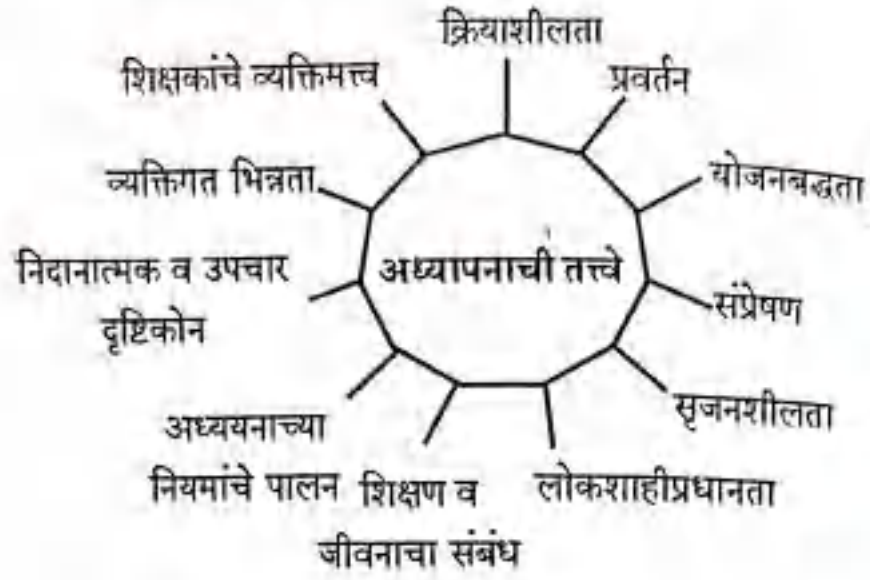 क्रियाशीलता
प्रवर्तन
योजनबद्धता
संप्रेषण
सृजनशीलता
लोकशाहीप्रधानता
शिक्षण व
जीवनाचा संबंध
अध्ययनाच्या
नियमांचे पालन
निदानात्मक व उपचार
दृष्टिकोन
व्यक्तिगत भिन्नता
शिक्षकांचे व्यक्तिमत्त्व
अध्यापनाची तत्त्वे